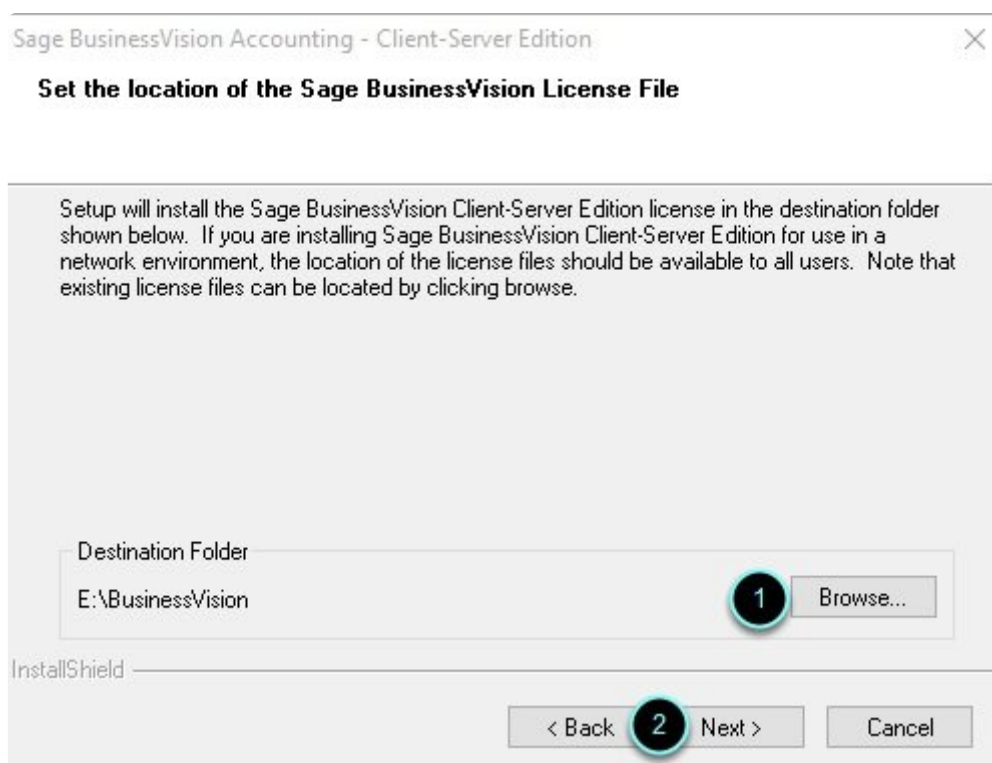 Sage BusinessVision Accounting - Client-Server Edition
Set the location of the Sage BusinessVision License File
Setup will install the Sage BusinessVision Client-Server Edition license in the destination folder
shown below. If you are installing Sage BusinessVision Client-Server Edition for use in a
network environment, the location of the license files should be available to all users. Note that
existing license files can be located by clicking browse.
Destination Folder
E:\BusinessVision
1
Browse...
InstallShield
< Back
2
Next >
Cancel